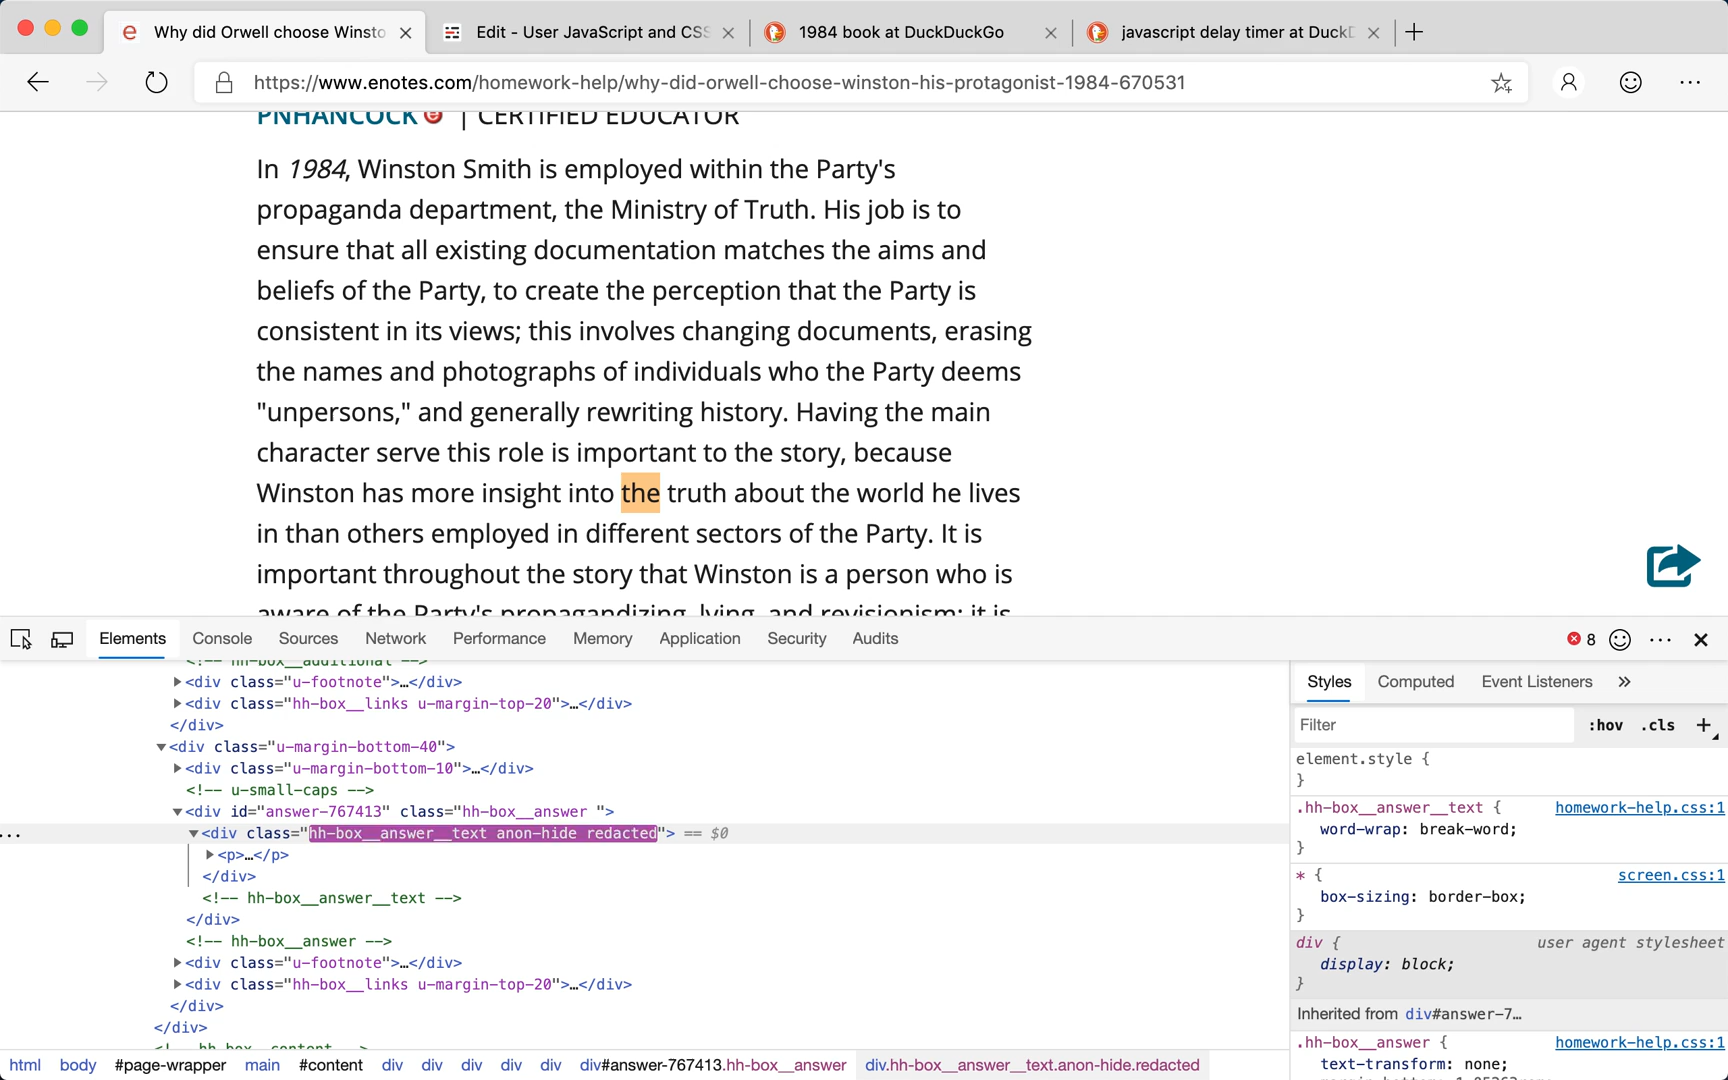 Why did Orwell choose Winsto
Edit - User JavaScript and CSS
1984 book at DuckDuckGo
javascript delay timer at DuckD
https://www.enotes.com/homework-help/why-did-orwell-choose-winston-his-protagonist-1984-670531
PNHANCOCK | CERTIFIED EDUCATOR
In 1984, Winston Smith is employed within the Party's
propaganda department, the Ministry of Truth. His job is to
ensure that all existing documentation matches the aims and
beliefs of the Party, to create the perception that the Party is
consistent in its views; this involves changing documents, erasing
the names and photographs of individuals who the Party deems
"unpersons," and generally rewriting history. Having the main
character serve this role is important to the story, because
Winston has more insight into the truth about the world he lives
in than others employed in different sectors of the Party. It is
important throughout the story that Winston is a person who is
aware of the Party's propagandizing, lying, and revisionism; it is
Elements Console Sources Network Performance Memory Application Security Audits 8
<!-- hh-box__additional -->
<div class="u-footnote">…</div>
<div class="hh-box__links u-margin-top-20">…</div>
</div>
<div class="u-margin-bottom-40">
<div class="u-margin-bottom-10">…</div>
<!-- u-small-caps -->
<div id="answer-767413" class="hh-box__answer ">
<div class="hh-box__answer__text anon-hide redacted"> == $0
<p>…</p>
</div>
<!-- hh-box__answer__text -->
</div>
<!-- hh-box__answer -->
<div class="u-footnote">…</div>
<div class="hh-box__links u-margin-top-20">…</div>
</div>
</div>
<!-- hh-box__content -->
html body #page-wrapper main #content div div div div div div#answer-767413.hh-box__answer div.hh-box__answer__text.anon-hide.redacted
Styles Computed Event Listeners »
Filter :hov .cls +
element.style {
}
.hh-box__answer__text { homework-help.css:1
word-wrap: break-word;
}
* { screen.css:1
box-sizing: border-box;
}
div { user agent stylesheet
display: block;
}
Inherited from div#answer-7…
.hh-box__answer { homework-help.css:1
text-transform: none;